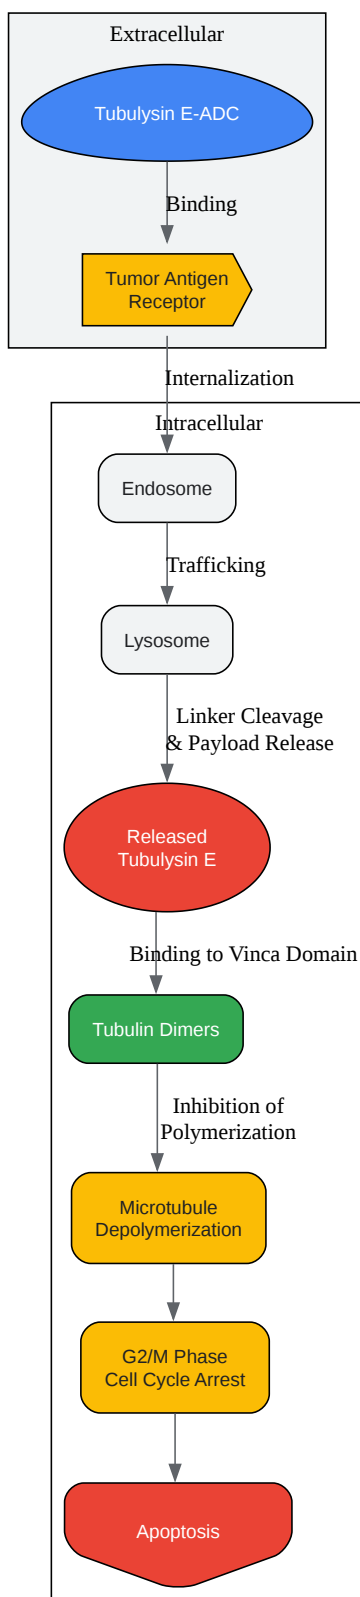 Extracellular
Tubulysin E-ADC
Binding
Tumor Antigen
Receptor
Internalization
Intracellular
Endosome
Trafficking
Lysosome
Linker Cleavage
& Payload Release
Released
Tubulysin E
Binding to Vinca Domain
Tubulin Dimers
Inhibition of
Polymerization
Microtubule
Depolymerization
G2/M Phase
Cell Cycle Arrest
Apoptosis